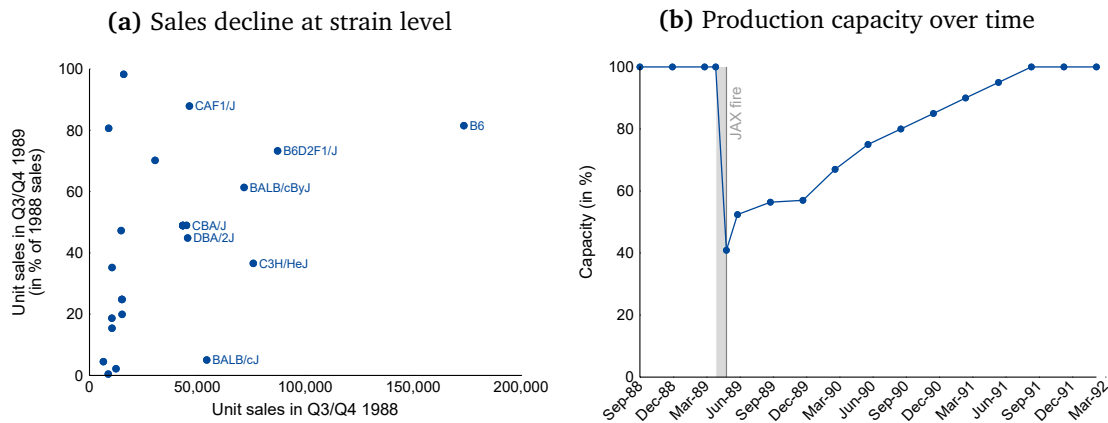 (a) Sales decline at strain level
Unit sales in Q3/Q4 1989
(in % of 1988 sales)
100
80
60
40
20
0
CAF1/J
B6
B6D2F1/J
BALB/cByJ
CBA/J
DBA/2J
C3H/HeJ
BALB/cJ
0
50,000
100,000
150,000
200,000
Unit sales in Q3/Q4 1988
(b) Production capacity over time
Capacity (in %)
100
80
60
40
20
0
JAX fire
Sep-88
Dec-88
Mar-89
Jun-89
Sep-89
Dec-89
Mar-90
Jun-90
Sep-90
Dec-90
Mar-91
Jun-91
Sep-91
Dec-91
Mar-92